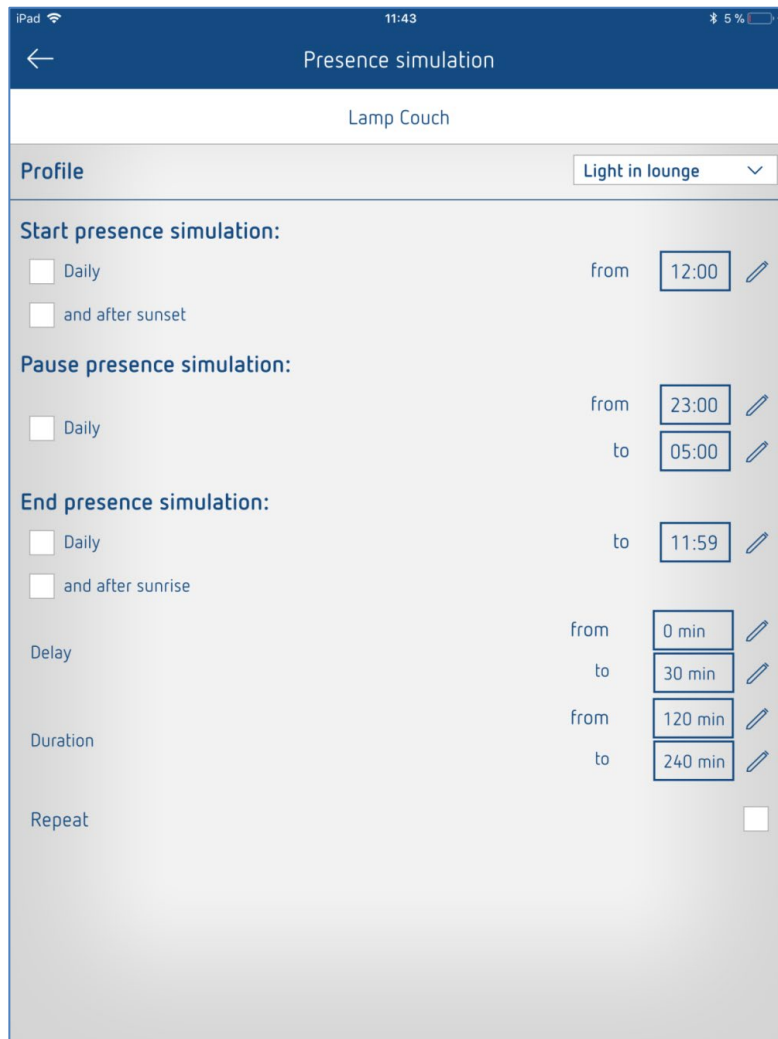 iPad 11:43 5 %
Presence simulation
Lamp Couch
Profile Light in lounge
Start presence simulation:
Daily from 12:00
and after sunset
Pause presence simulation:
Daily from 23:00
to 05:00
End presence simulation:
Daily to 11:59
and after sunrise
Delay from 0 min
to 30 min
Duration from 120 min
to 240 min
Repeat